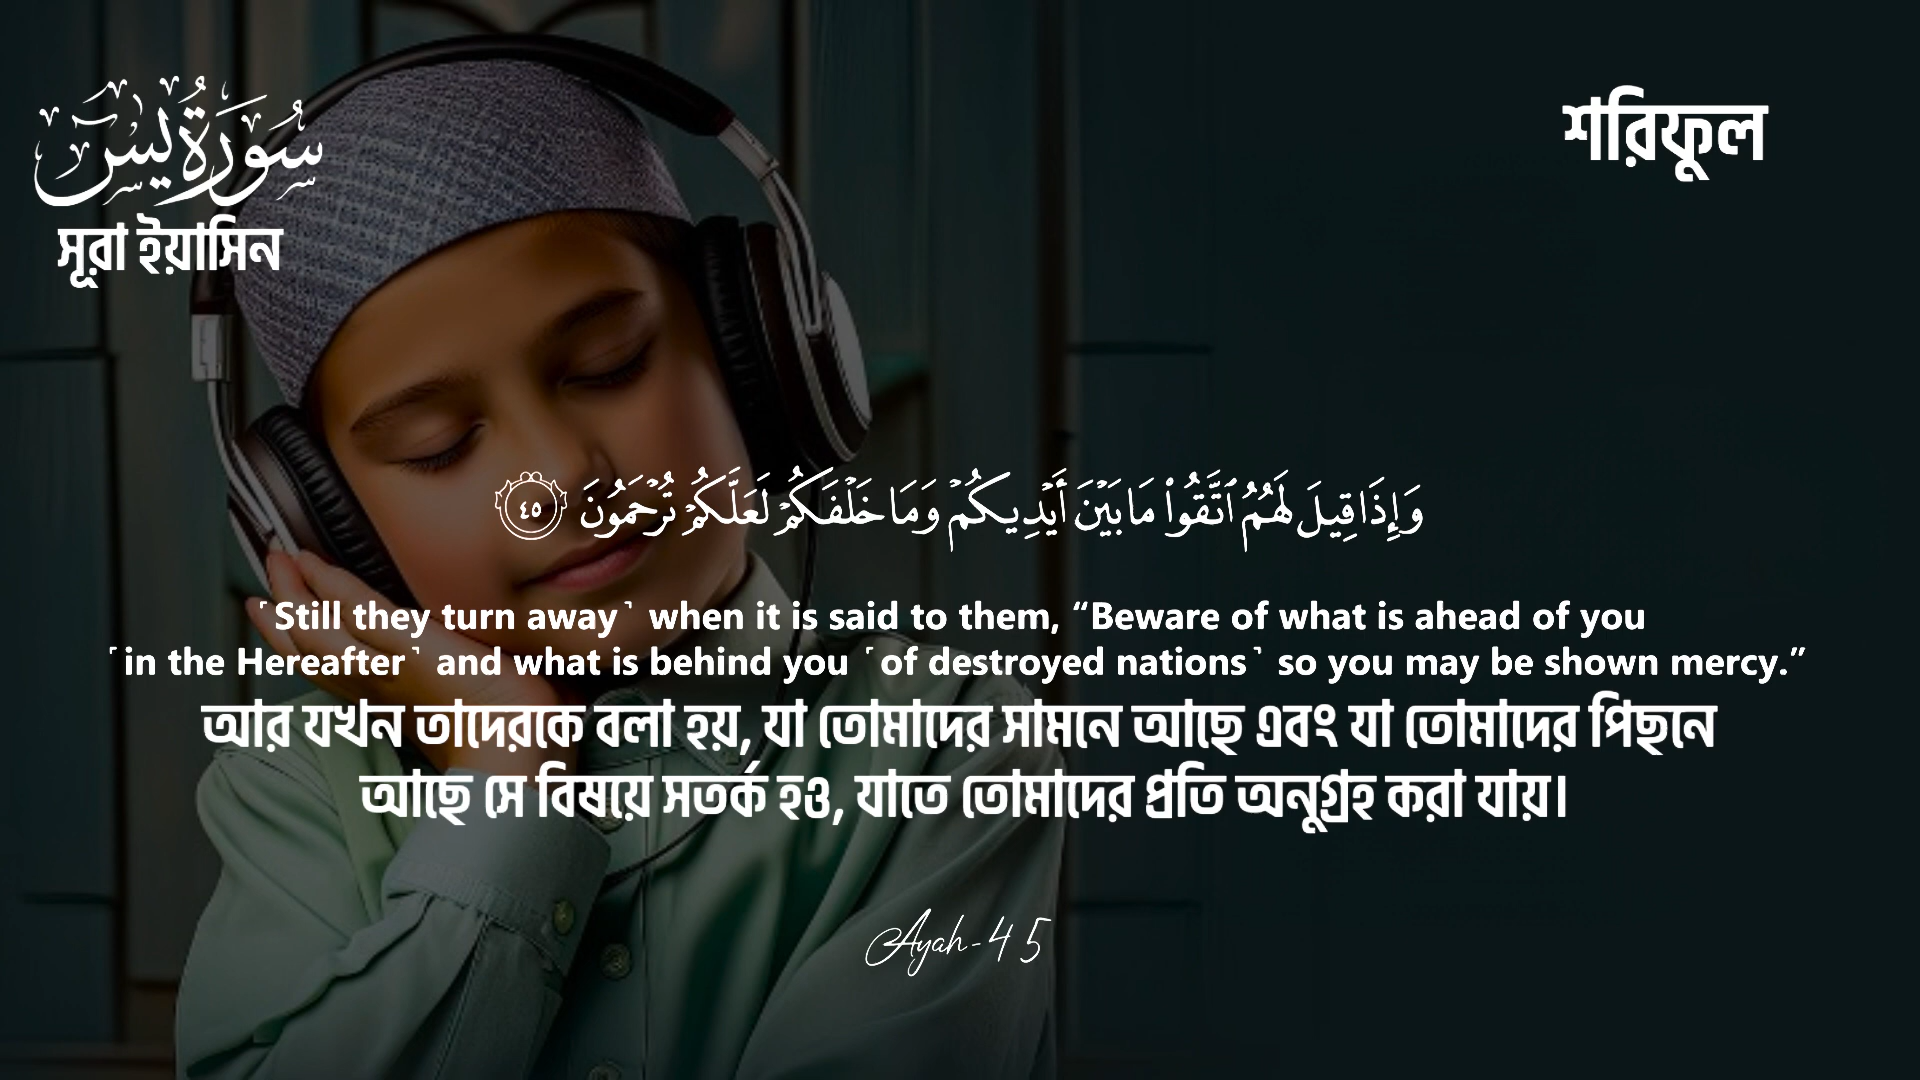 سُورَةُ يس
সূরা ইয়াসিন
শরিফুল
وَإِذَا قِيلَ لَهُمُ ٱتَّقُوا۟ مَا بَيْنَ أَيْدِيكُمْ وَمَا خَلْفَكُمْ لَعَلَّكُمْ تُرْحَمُونَ ٤٥
˹Still they turn away˺ when it is said to them, “Beware of what is ahead of you
˹in the Hereafter˺ and what is behind you ˹of destroyed nations˺ so you may be shown mercy.”
আর যখন তাদেরকে বলা হয়, যা তোমাদের সামনে আছে এবং যা তোমাদের পিছনে
আছে সে বিষয়ে সতর্ক হও, যাতে তোমাদের প্রতি অনুগ্রহ করা যায়।
Ayah-45